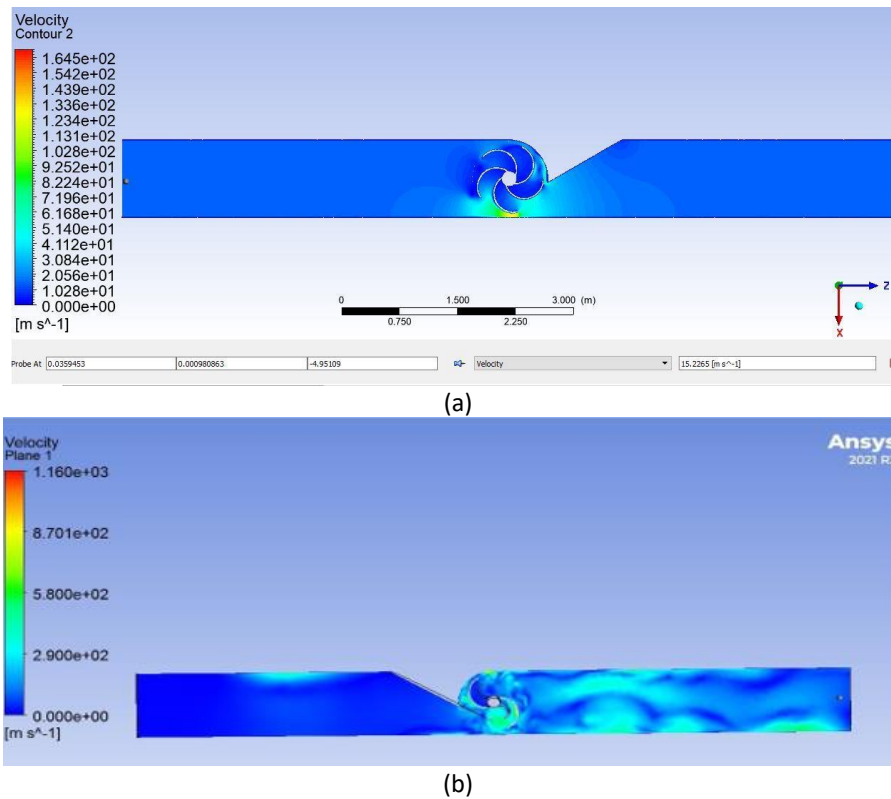 Velocity
Contour 2
1.645e+02
1.542e+02
1.439e+02
1.336e+02
1.131e+02
1.028e+02
9.252e+01
8.224e+01
7.196e+01
6.168e+01
5.140e+01
4.112e+01
3.084e+01
2.056e+01
1.028e+01
0.000e+00
[m s^-1]
0 1.500 3.000 (m)
0.750 2.250
Z
X
Probe At 0.0359453 0.000980863 -4.95109 Velocity 15.2265 [m s^-1]
(a)
Velocity
Plane 1
1.160e+03
8.701e+02
5.800e+02
2.900e+02
0.000e+00
[m s^-1]
Ansys
2021 R
(b)